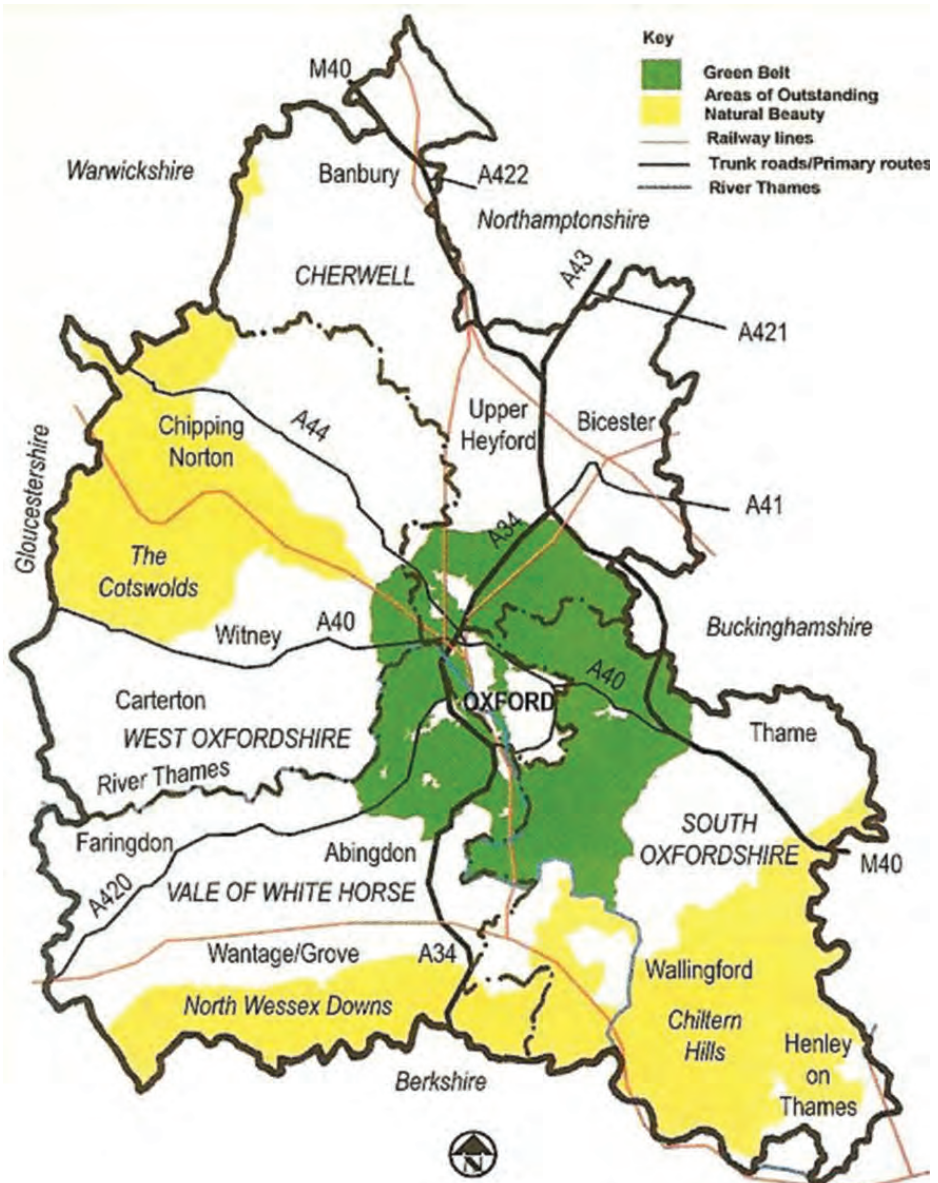 Key
Green Belt
Areas of Outstanding
Natural Beauty
Railway lines
Trunk roads/Primary routes
River Thames
M40
Warwickshire
Banbury
A422
Northamptonshire
CHERWELL
A43
A421
A44
Upper
Heyford
Bicester
Chipping
Norton
Gloucestershire
A41
A34
The
Cotswolds
Witney
A40
Buckinghamshire
A40
Carterton
OXFORD
WEST OXFORDSHIRE
Thame
River Thames
Faringdon
Abingdon
SOUTH
OXFORDSHIRE
M40
A420
VALE OF WHITE HORSE
Wantage/Grove
A34
Wallingford
North Wessex Downs
Chiltern
Hills
Henley
on
Thames
Berkshire
N